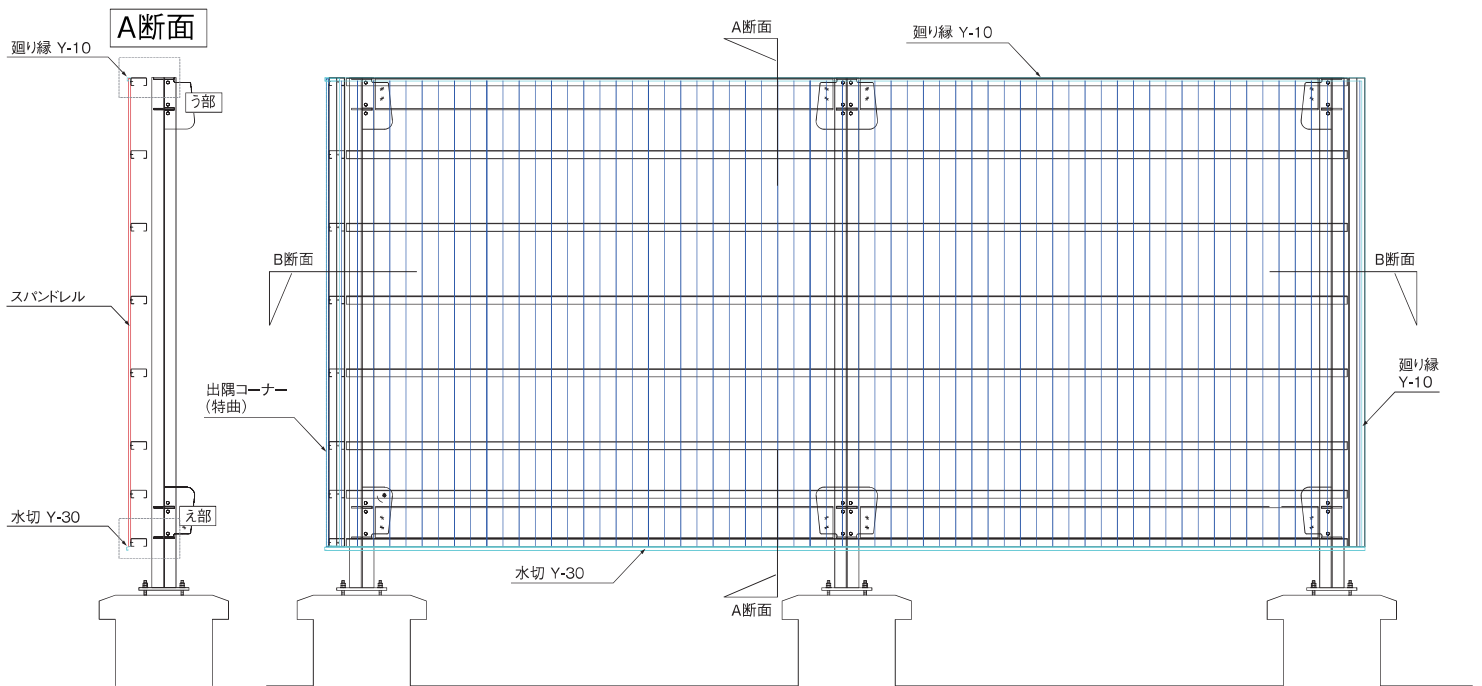 A断面
廻り縁 Y-10
う部
スパンドレル
水切 Y-30
え部
A断面
廻り縁 Y-10
B断面
B断面
出隅コーナー
(特曲)
廻り縁
Y-10
水切 Y-30
A断面